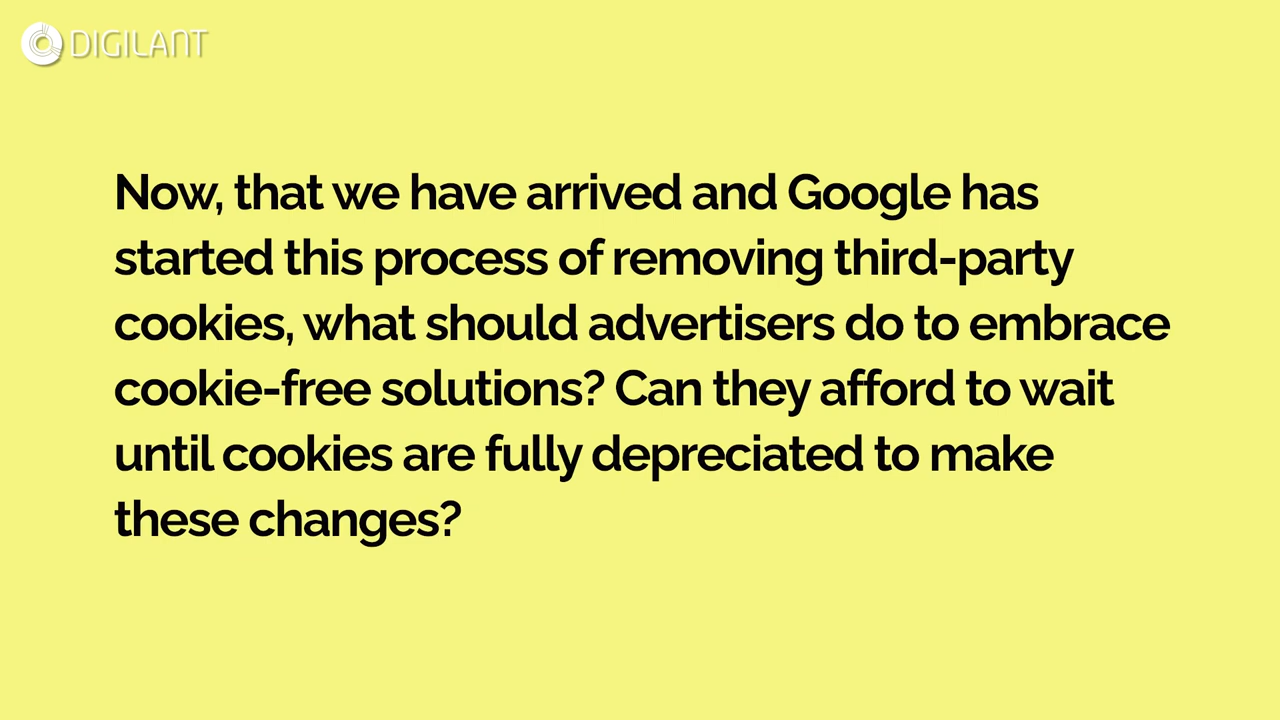 DIGILANT
Now, that we have arrived and Google has
started this process of removing third-party
cookies, what should advertisers do to embrace
cookie-free solutions? Can they afford to wait
until cookies are fully depreciated to make
these changes?